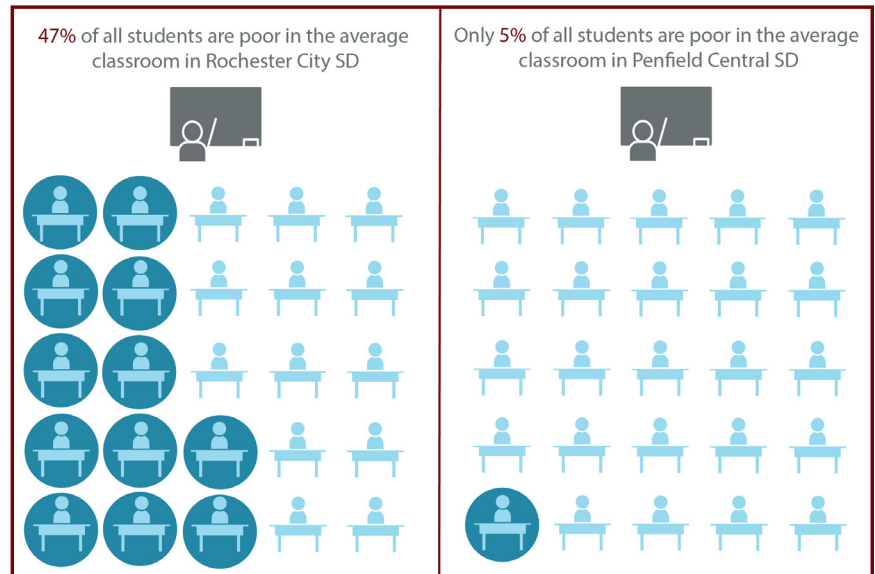 47% of all students are poor in the average
classroom in Rochester City SD
Only 5% of all students are poor in the average
classroom in Penfield Central SD